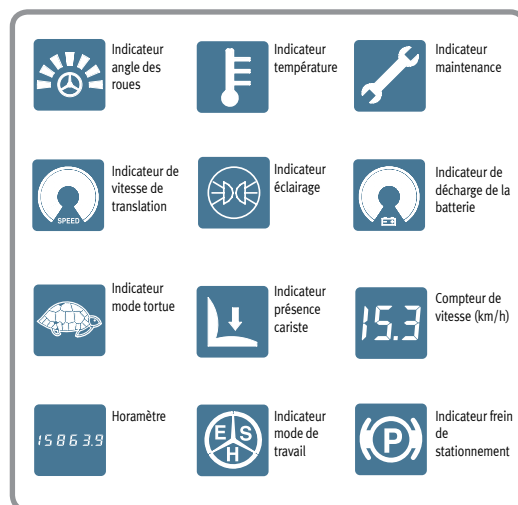 Indicateur
angle des
roues
Indicateur
température
Indicateur
maintenance
SPEED
Indicateur de
vitesse de
translation
Indicateur
éclairage
Indicateur de
décharge de la
batterie
Indicateur
mode tortue
Indicateur
présence
cariste
15.3
Compteur de
vitesse (km/h)
15863.9
Horamètre
E S
H
Indicateur
mode de
travail
P
Indicateur frein
de
stationnement